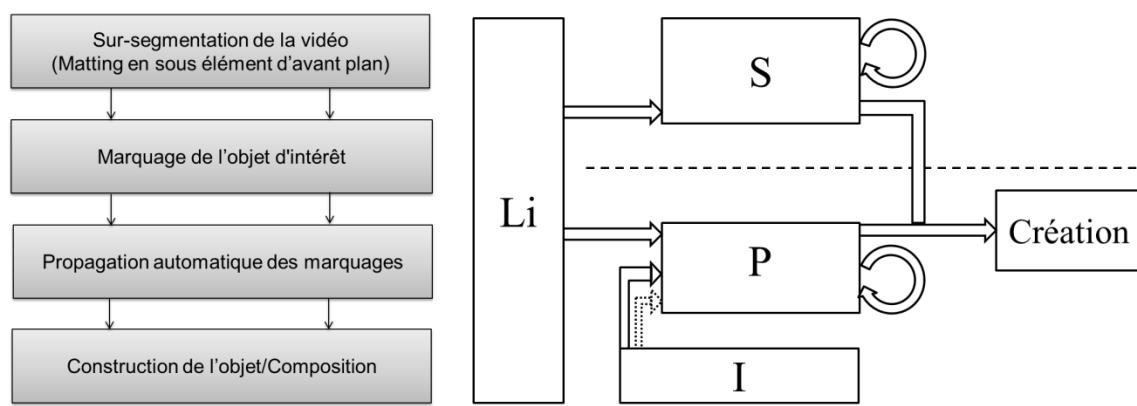 Sur-segmentation de la vidéo
(Matting en sous élément d'avant plan)
Marquage de l'objet d'intérêt
Propagation automatique des marquages
Construction de l'objet/Composition
Li
S
P
I
Création